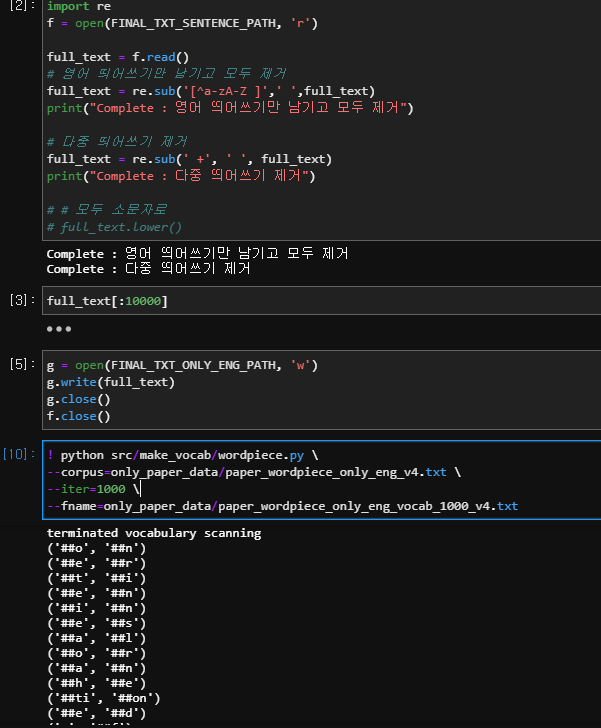 [2]: import re
f = open(FINAL_TXT_SENTENCE_PATH, 'r')
full_text = f.read()
# 영어 띄어쓰기만 남기고 모두 제거
full_text = re.sub('[^a-zA-Z ]',' ',full_text)
print("Complete : 영어 띄어쓰기만 남기고 모두 제거")
# 다중 띄어쓰기 제거
full_text = re.sub(' +', ' ', full_text)
print("Complete : 다중 띄어쓰기 제거")
# # 모두 소문자로
# full_text.lower()
Complete : 영어 띄어쓰기만 남기고 모두 제거
Complete : 다중 띄어쓰기 제거
[3]: full_text[:10000]
[5]: g = open(FINAL_TXT_ONLY_ENG_PATH, 'w')
g.write(full_text)
g.close()
f.close()
[10]: ! python src/make_vocab/wordpiece.py \
--corpus=only_paper_data/paper_wordpiece_only_eng_v4.txt \
--iter=1000 \
--fname=only_paper_data/paper_wordpiece_only_eng_vocab_1000_v4.txt
terminated vocabulary scanning
('##o', '##n')
('##e', '##r')
('##t', '##i')
('##e', '##n')
('##i', '##n')
('##e', '##s')
('##a', '##l')
('##o', '##r')
('##a', '##n')
('##h', '##e')
('##ti', '##on')
('##e', '##d')